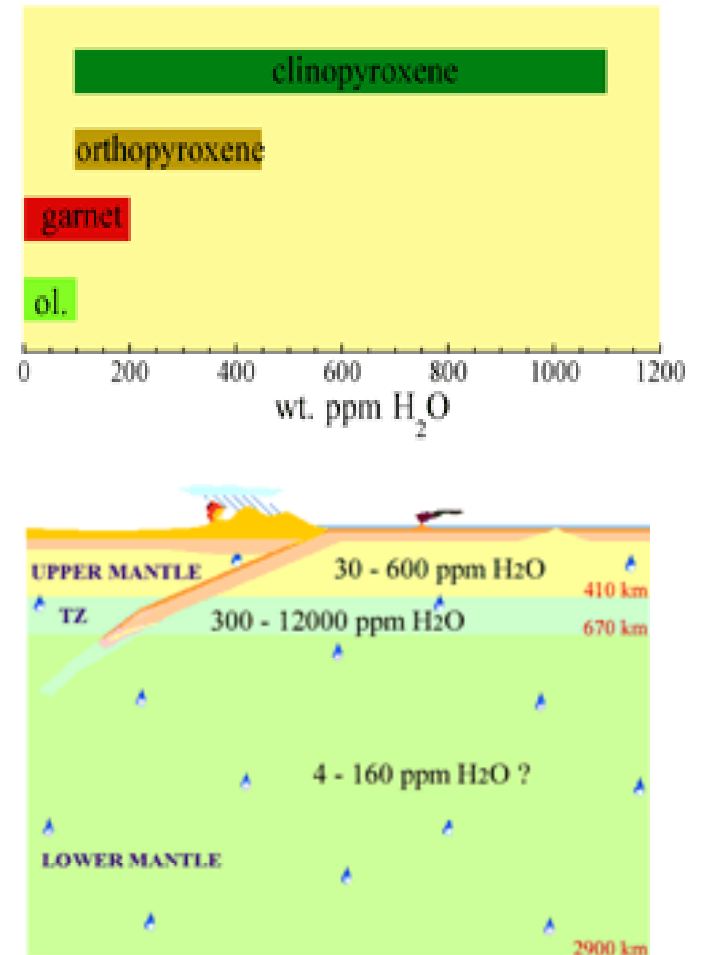 clinopyroxene
orthopyroxene
garnet
ol.
0 200 400 600 800 1000 1200
wt. ppm H₂O
UPPER MANTLE 30 - 600 ppm H2O
410 km
TZ 300 - 12000 ppm H2O 670 km
4 - 160 ppm H2O ?
LOWER MANTLE
2900 km